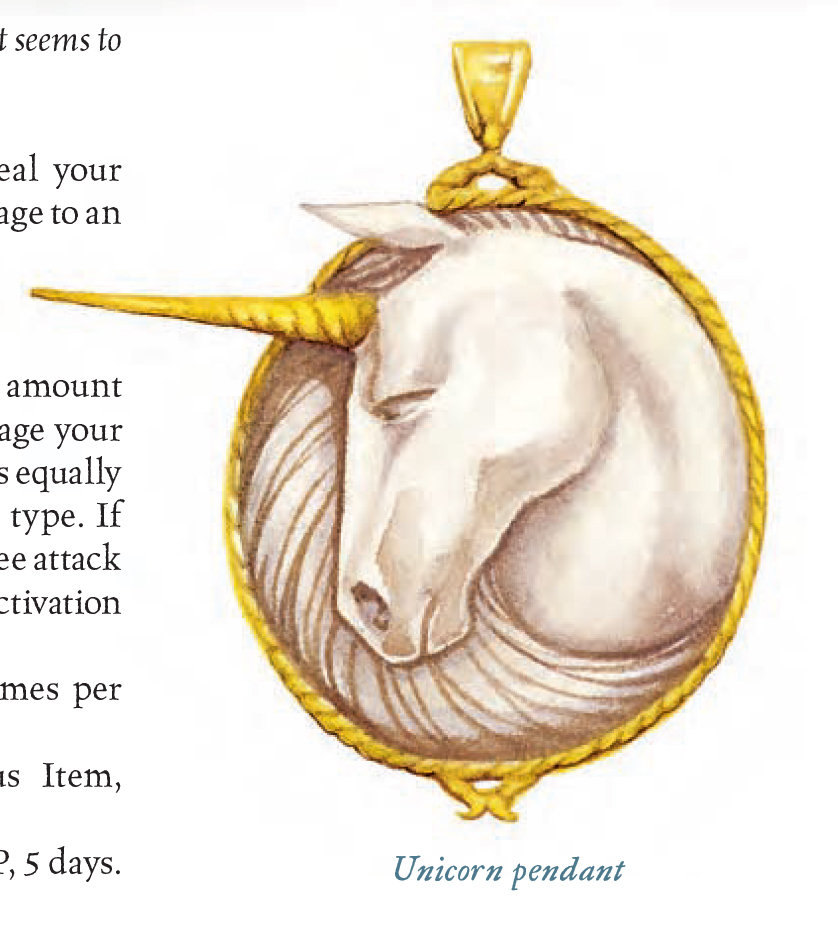 t seems to
eal your
age to an
amount
age your
s equally
type. If
ee attack
ctivation
mes per
us Item,
P, 5 days.
Unicorn pendant